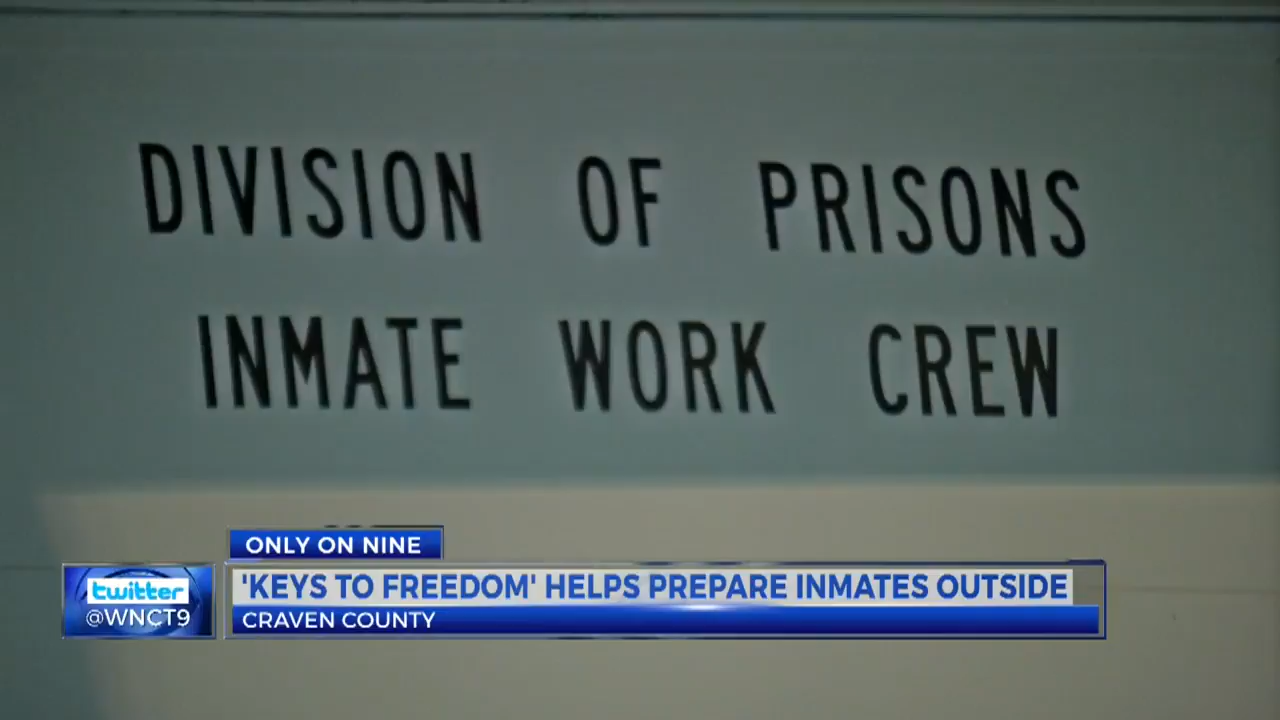 DIVISION OF PRISONS
INMATE WORK CREW
ONLY ON NINE
'KEYS TO FREEDOM' HELPS PREPARE INMATES OUTSIDE
twitter
@WNCT9
CRAVEN COUNTY